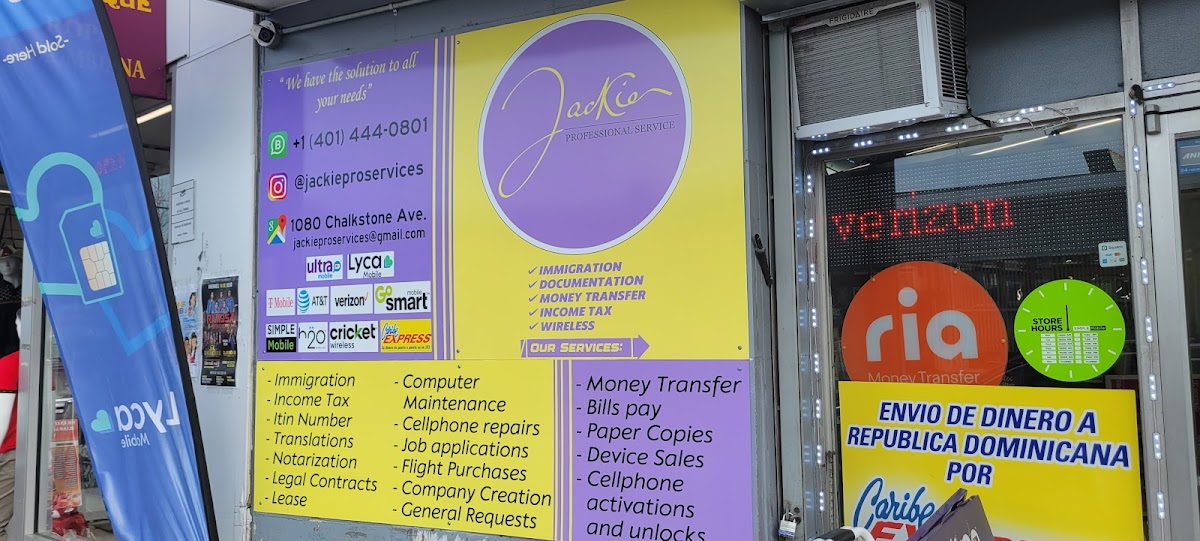 -Sold Here-
Lyca
Mobile
QUE
NA
"We have the solution to all
your needs"
+1 (401) 444-0801
@jackieproservices
1080 Chalkstone Ave.
jackieproservices@gmail.com
ultra
mobile
Lyca
Mobile
T Mobile
AT&T
verizon
GO
smart
mobile
SIMPLE
Mobile
h2o
wireless
cricket
wireless
EXPRESS
Jackie
PROFESSIONAL SERVICE
✓ IMMIGRATION
✓ DOCUMENTATION
✓ MONEY TRANSFER
✓ INCOME TAX
✓ WIRELESS
OUR SERVICES:
- Immigration
- Income Tax
- Itin Number
- Translations
- Notarization
- Legal Contracts
- Lease
- Computer
Maintenance
- Cellphone repairs
- Job applications
- Flight Purchases
- Company Creation
- General Requests
- Money Transfer
- Bills pay
- Paper Copies
- Device Sales
- Cellphone
activations
and unlocks
FRIGIDAIRE
verizon
ria
Money Transfer
STORE
HOURS
SIMPLE Mobile
ENVIO DE DINERO A
REPUBLICA DOMINICANA
POR
Caribe